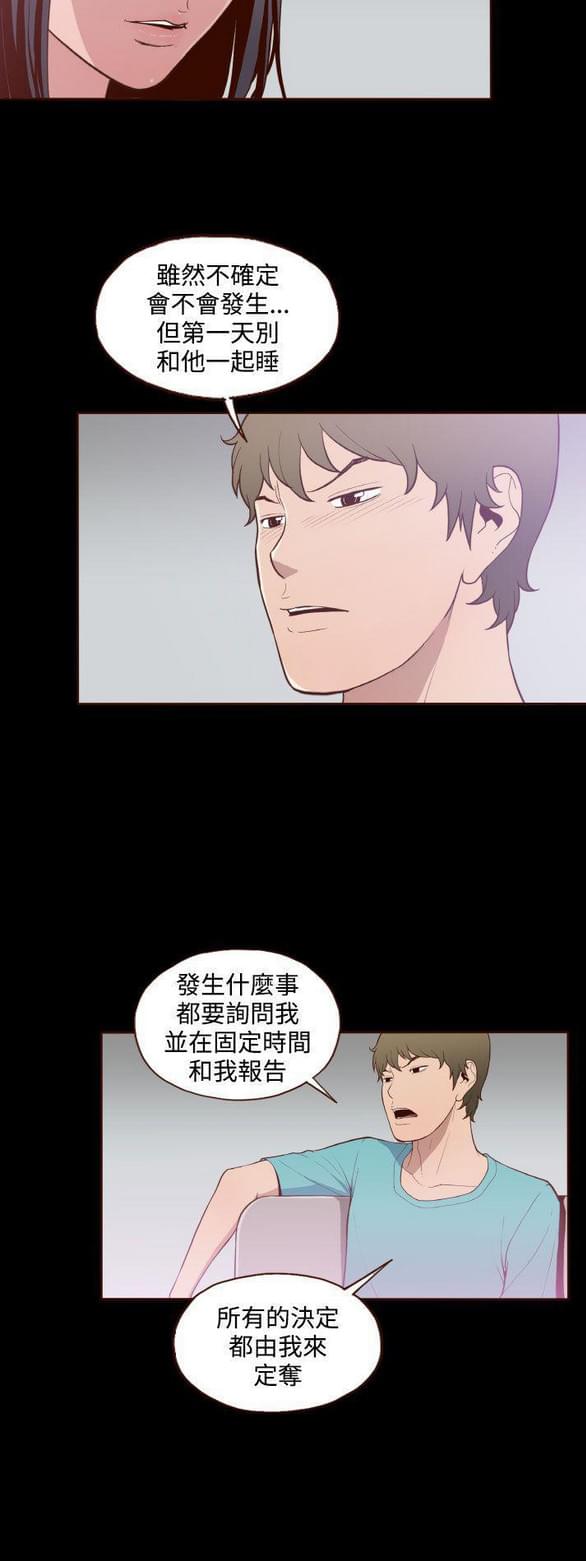 雖然不確定
會不會發生...
但第一天別
和他一起睡
發生什麼事
都要詢問我
並在固定時間
和我報告
所有的決定
都由我來
定奪